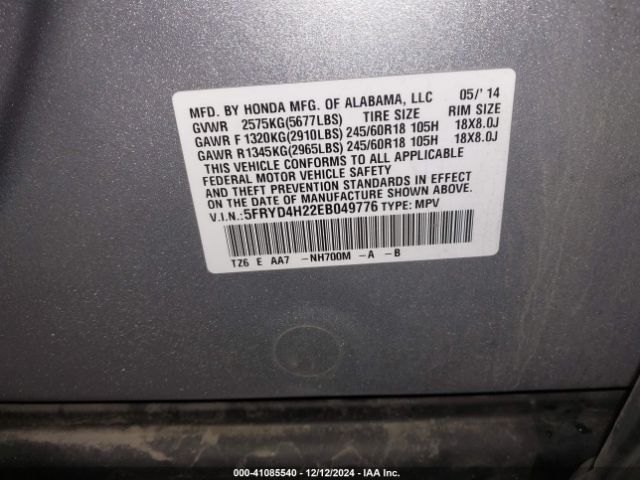 MFD. BY HONDA MFG. OF ALABAMA, LLC 05/' 14
GVWR 2575KG(5677LBS) TIRE SIZE RIM SIZE
GAWR F 1320KG(2910LBS) 245/60R18 105H 18X8.0J
GAWR R1345KG(2965LBS) 245/60R18 105H 18X8.0J
THIS VEHICLE CONFORMS TO ALL APPLICABLE
FEDERAL MOTOR VEHICLE SAFETY
AND THEFT PREVENTION STANDARDS IN EFFECT
ON THE DATE OF MANUFACTURE SHOWN ABOVE.
V.I.N.:5FRYD4H22EB049776 TYPE: MPV
TZ6 E AA7 -NH700M -A -B
000-41085540 - 12/12/2024 - IAA Inc.